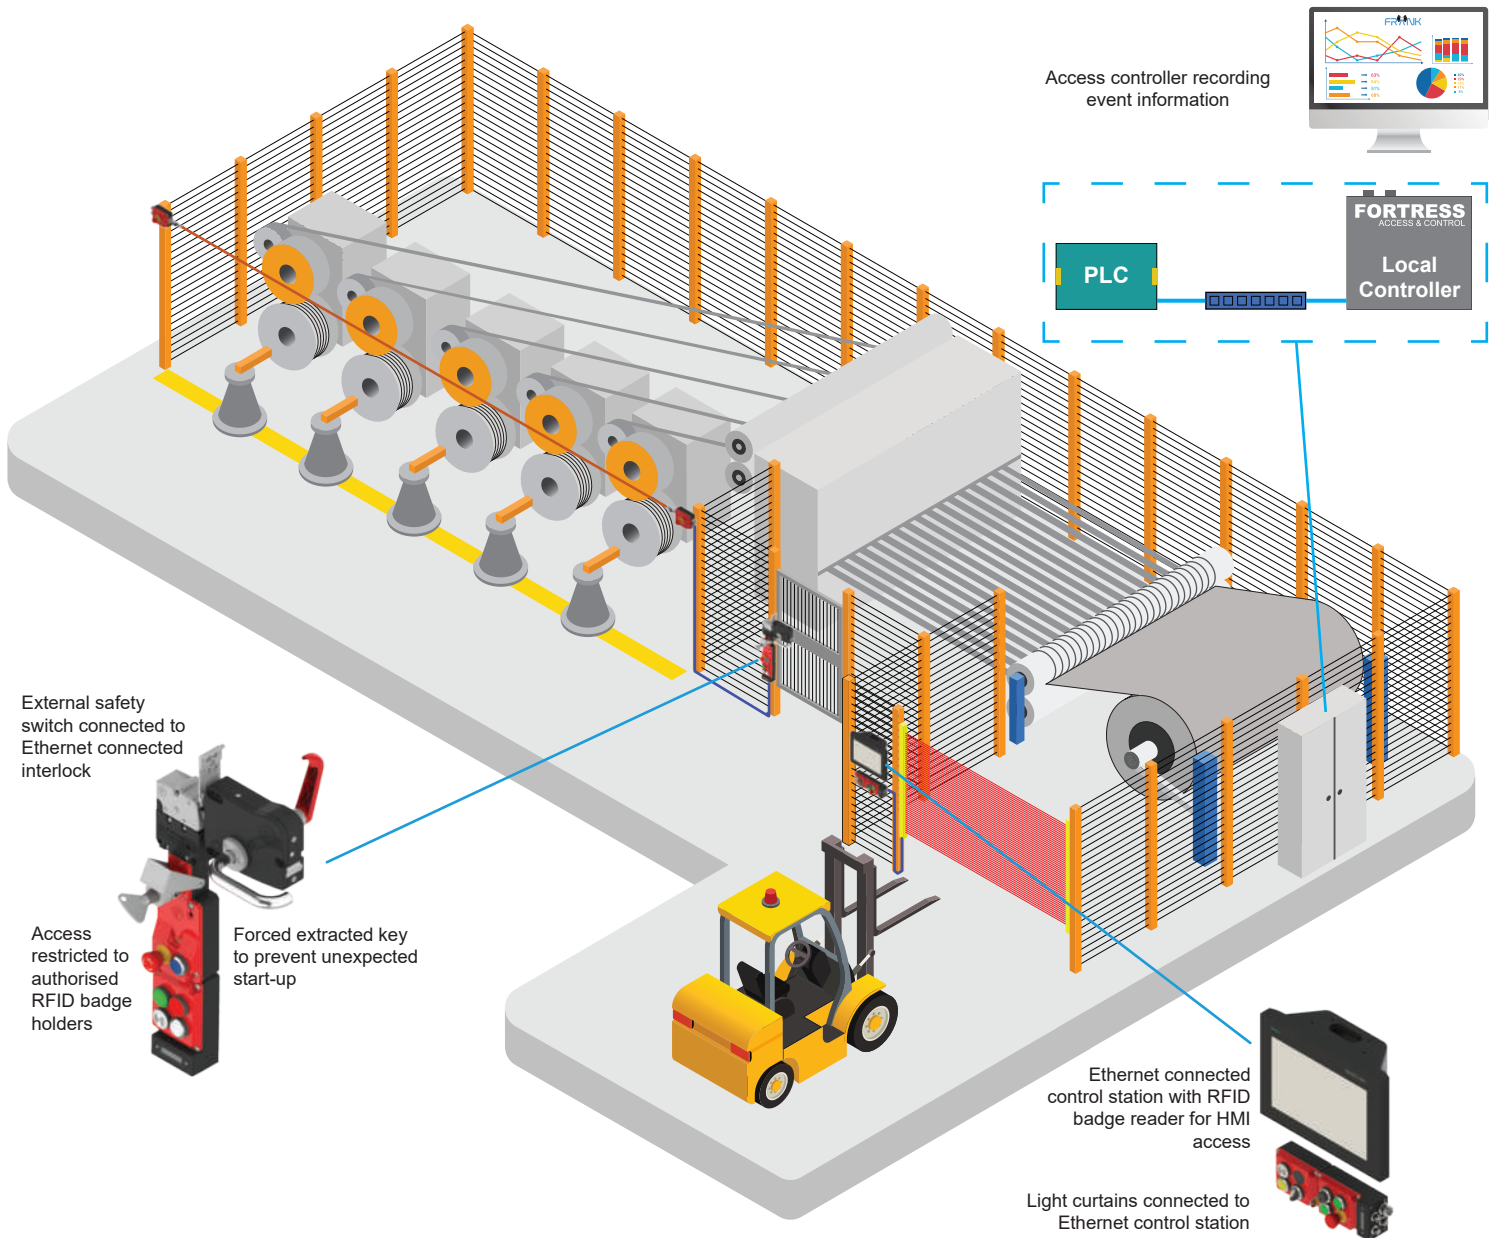 FRANK
Access controller recording
event information
FORTRESS
ACCESS & CONTROL
PLC
Local
Controller
External safety
switch connected to
Ethernet connected
interlock
Access
restricted to
authorised
RFID badge
holders
Forced extracted key
to prevent unexpected
start-up
Ethernet connected
control station with RFID
badge reader for HMI
access
Light curtains connected to
Ethernet control station